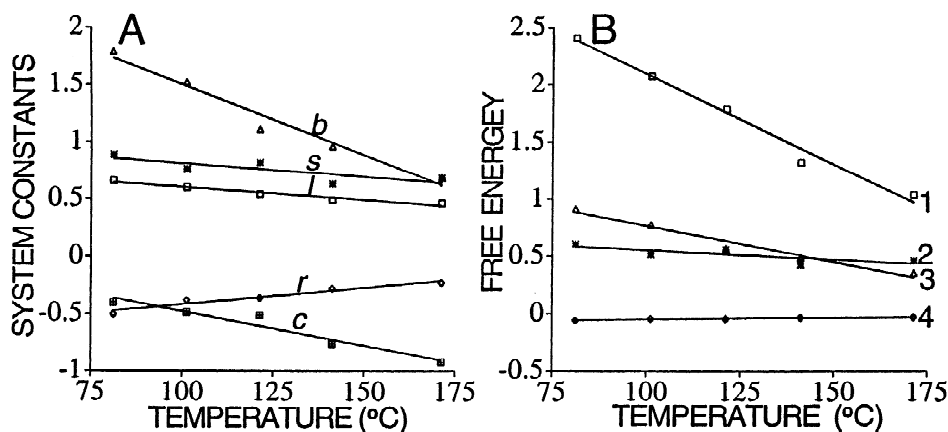 A
B
SYSTEM CONSTANTS
2
1.5
1
0.5
0
-0.5
-1
b
s
l
r
c
75 100 125 150 175
TEMPERATURE (ºC)
FREE ENERGEY
2.5
2
1.5
1
0.5
0
-0.5
1
2
3
4
75 100 125 150 175
TEMPERATURE (ºC)